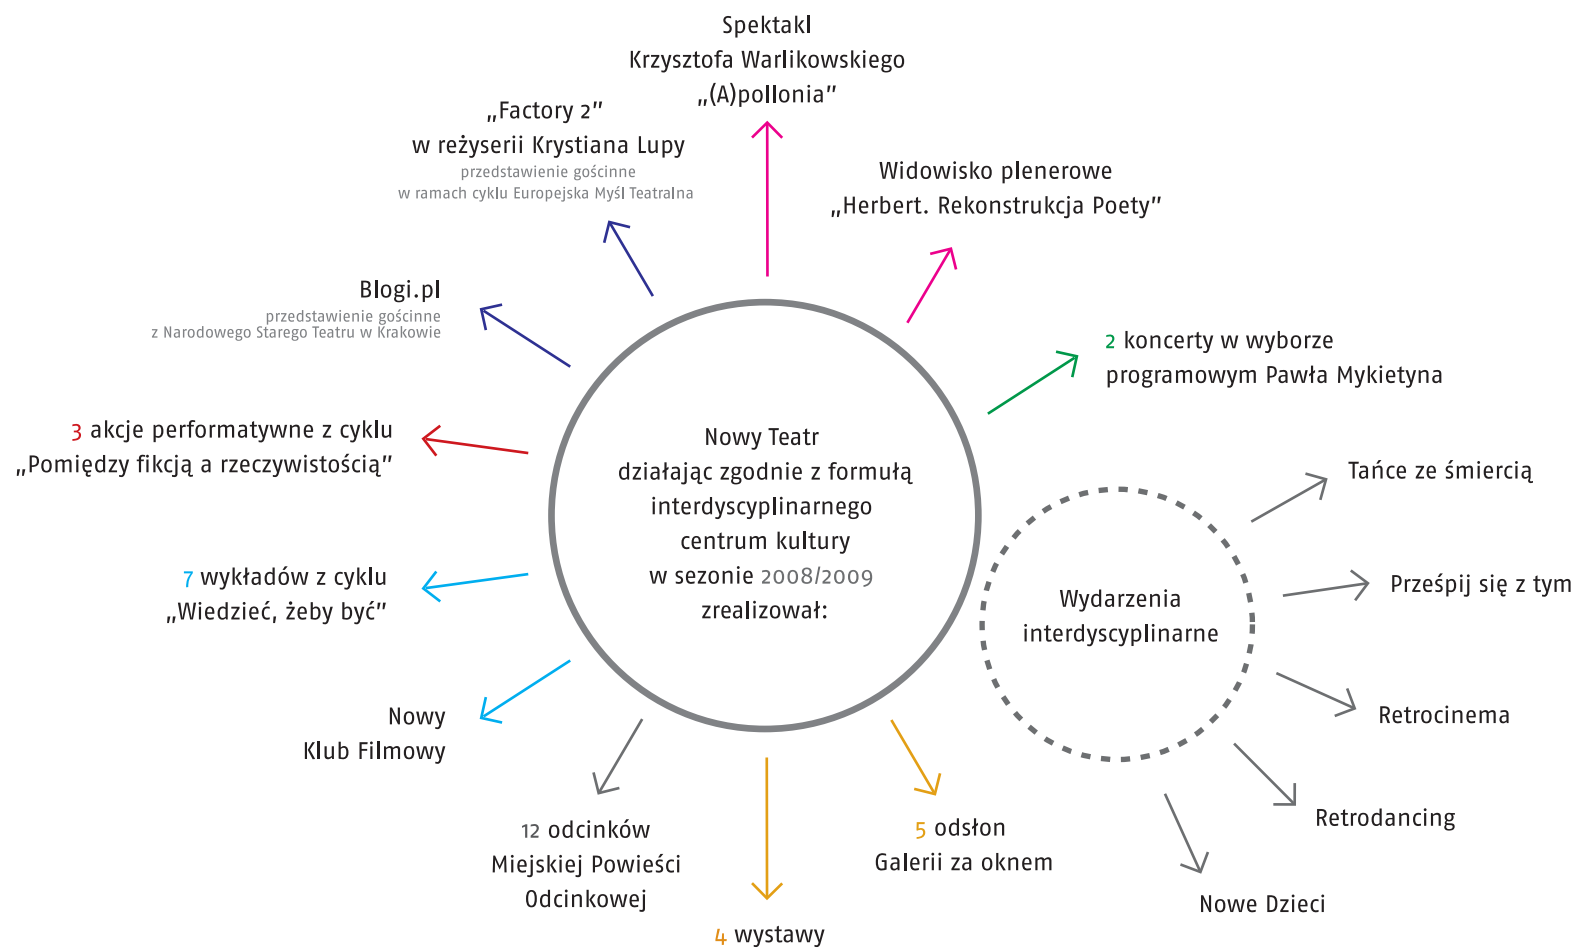 Spektakl
Krzysztofa Warlikowskiego
„(A)pollonia”
„Factory 2”
w reżyserii Krystiana Lupy
przedstawienie gościnne
w ramach cyklu Europejska Myśl Teatralna
Widowisko plenerowe
„Herbert. Rekonstrukcja Poety”
Blogi.pl
przedstawienie gościnne
z Narodowego Starego Teatru w Krakowie
2 koncerty w wyborze
programowym Pawła Mykietyna
3 akcje performatywne z cyklu
„Pomiędzy fikcją a rzeczywistością”
Nowy Teatr
działając zgodnie z formułą
interdyscyplinarnego
centrum kultury
w sezonie 2008/2009
zrealizował:
7 wykładów z cyklu
„Wiedzieć, żeby być”
Nowy
Klub Filmowy
12 odcinków
Miejskiej Powieści
Odcinkowej
4 wystawy
5 odsłon
Galerii za oknem
Wydarzenia
interdyscyplinarne
Tańce ze śmiercią
Prześpij się z tym
Retrocinema
Retrodancing
Nowe Dzieci